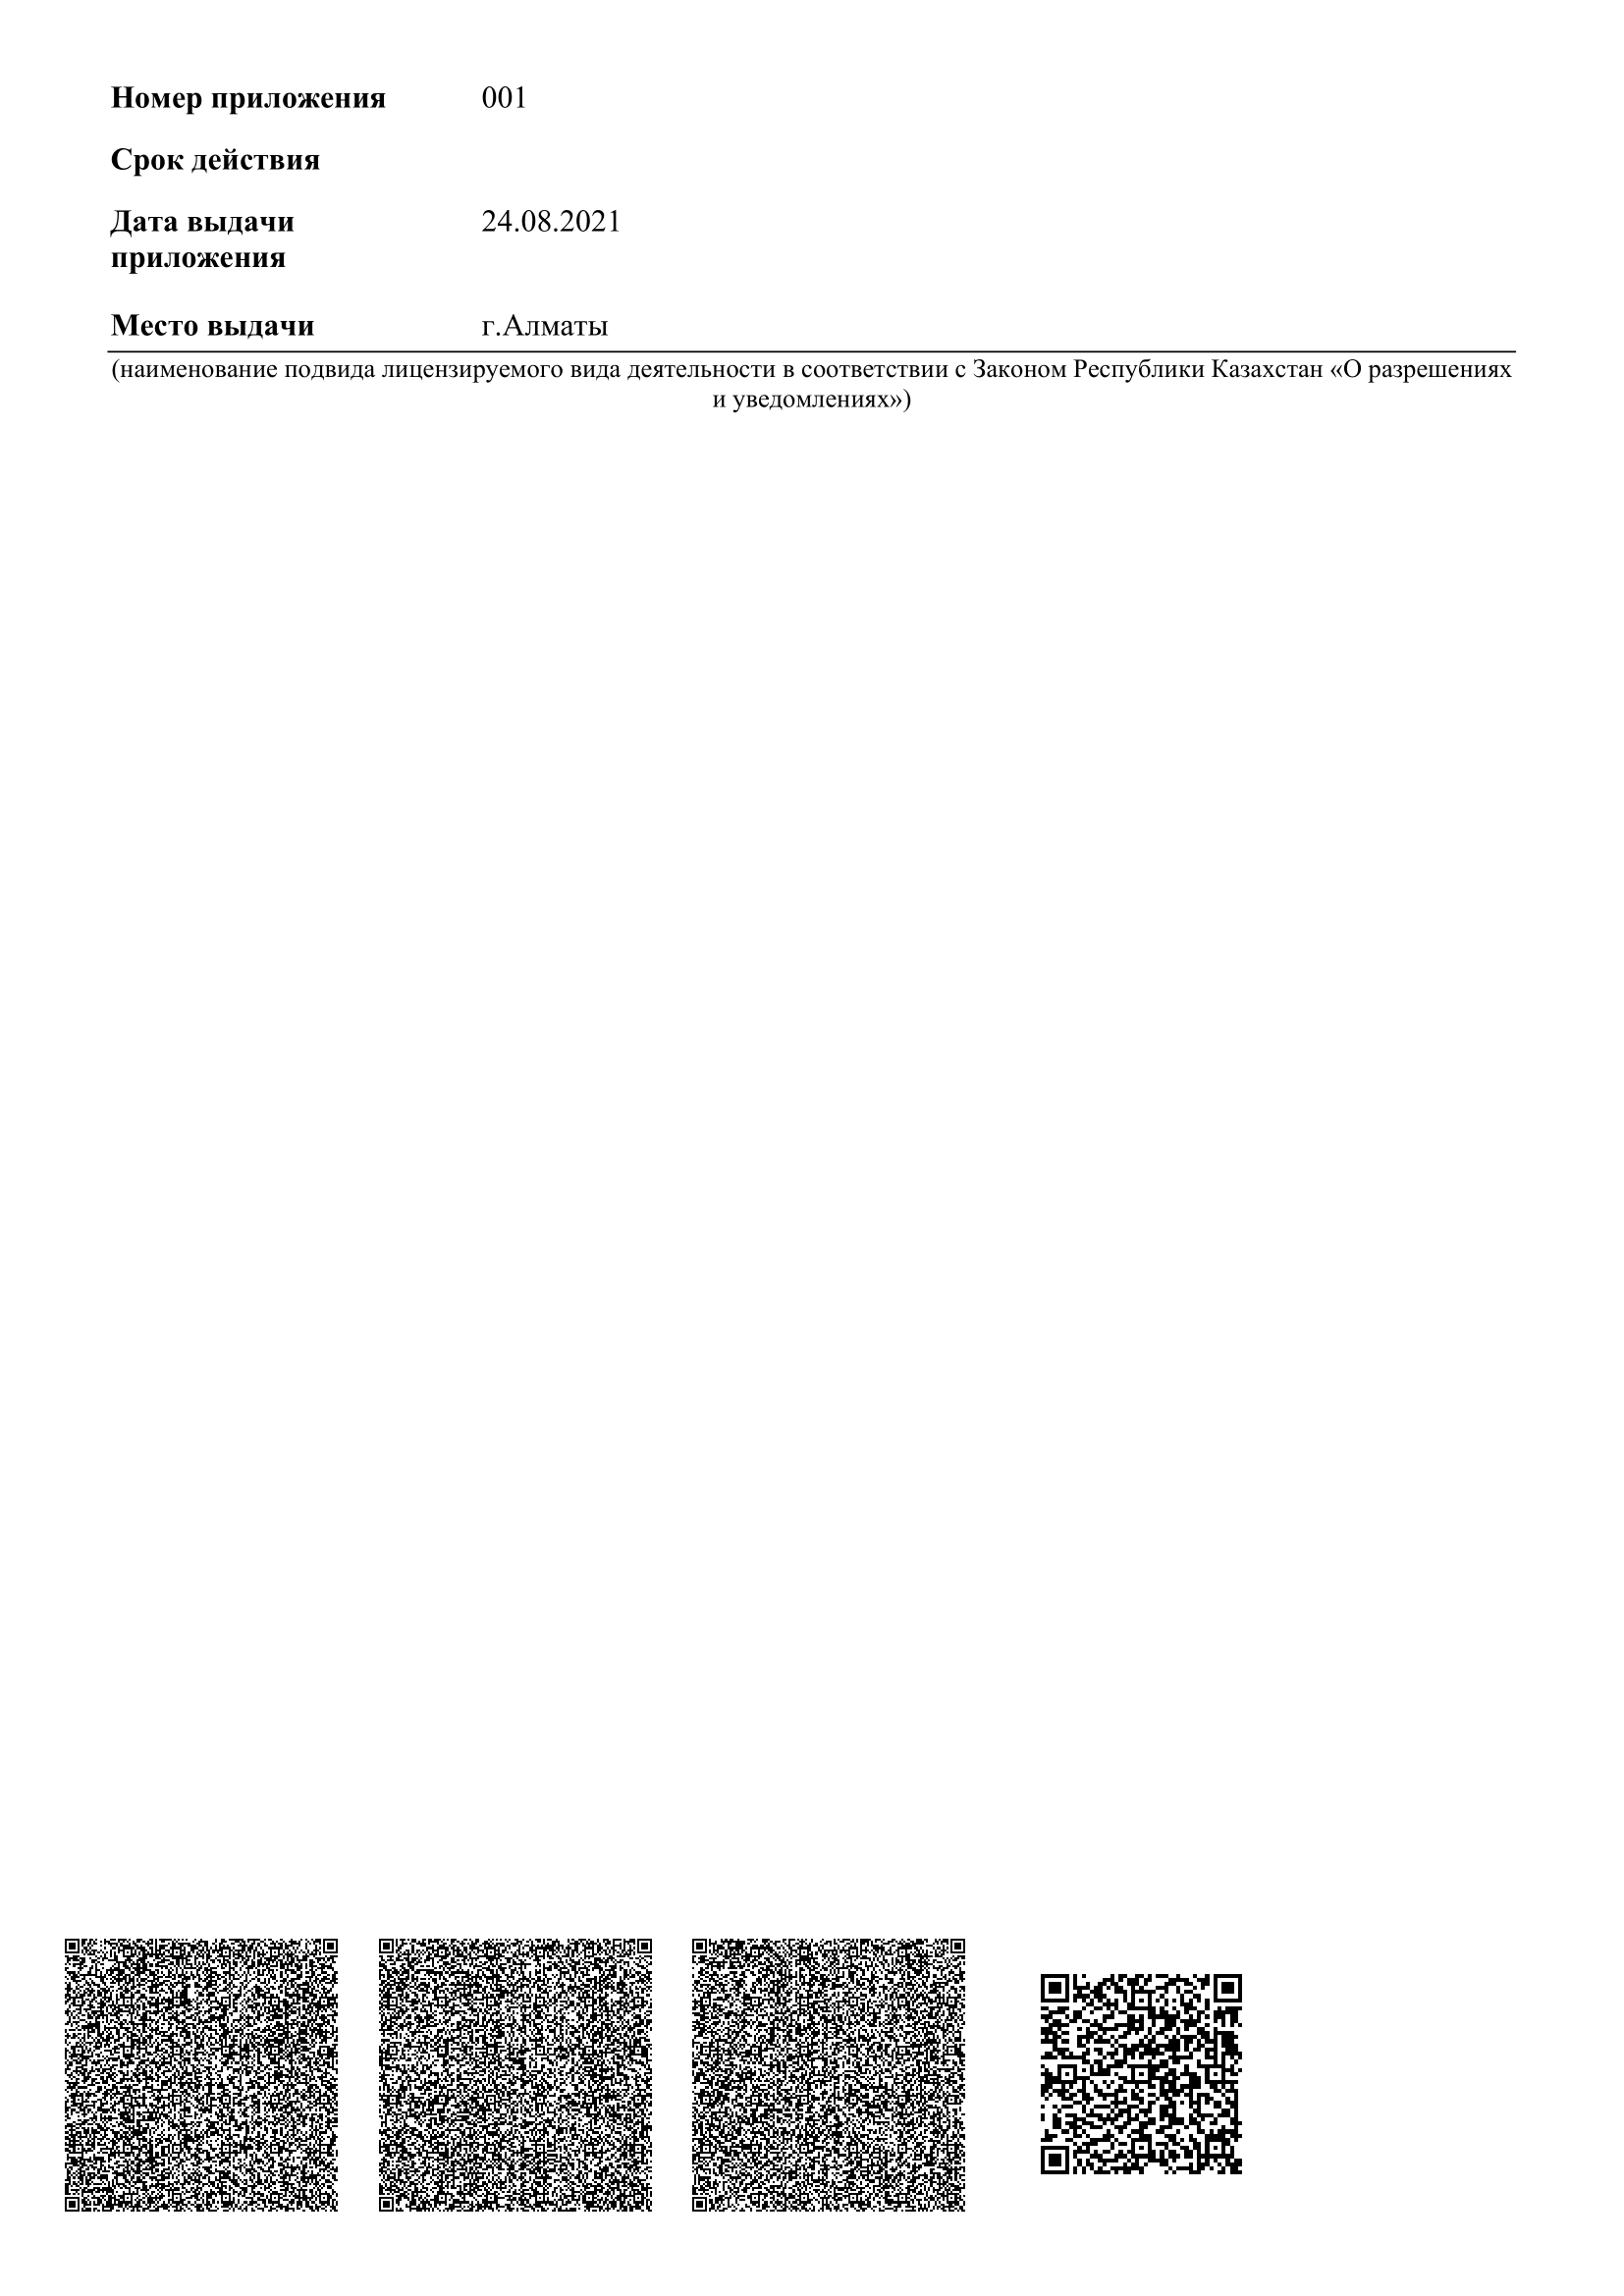 Номер приложения 001
Срок действия
Дата выдачи 24.08.2021
приложения
Место выдачи г.Алматы
(наименование подвида лицензируемого вида деятельности в соответствии с Законом Республики Казахстан «О разрешениях
и уведомлениях»)